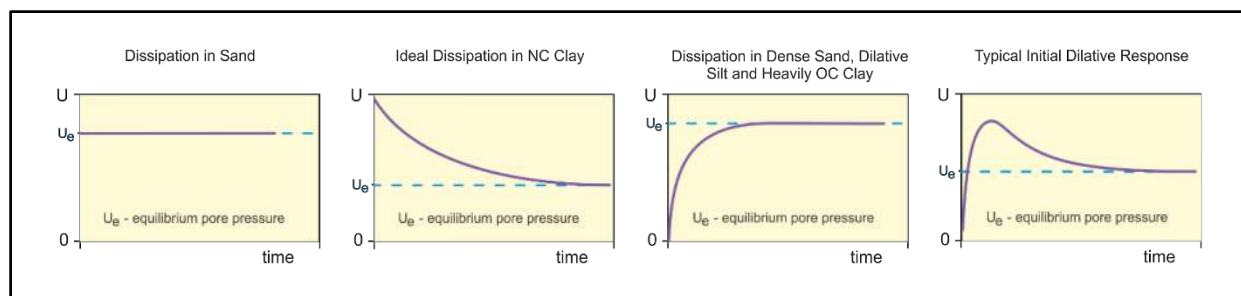 Dissipation in Sand
U
Ue
Ue - equilibrium pore pressure
0
time
Ideal Dissipation in NC Clay
U
Ue
Ue - equilibrium pore pressure
0
time
Dissipation in Dense Sand, Dilative
Silt and Heavily OC Clay
U
Ue
Ue - equilibrium pore pressure
0
time
Typical Initial Dilative Response
U
Ue
Ue - equilibrium pore pressure
0
time